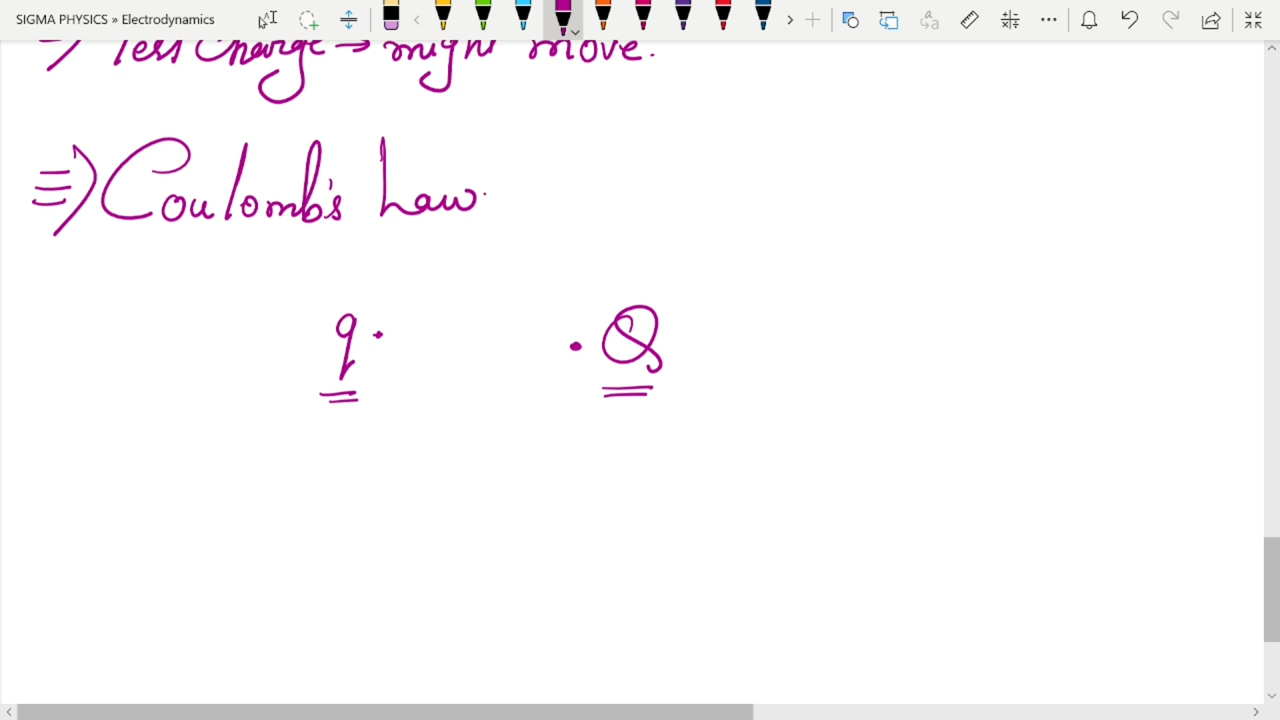 SIGMA PHYSICS » Electrodynamics
⇒ Test Charge → might move.
⇒ Coulomb's Law.
q . . Q